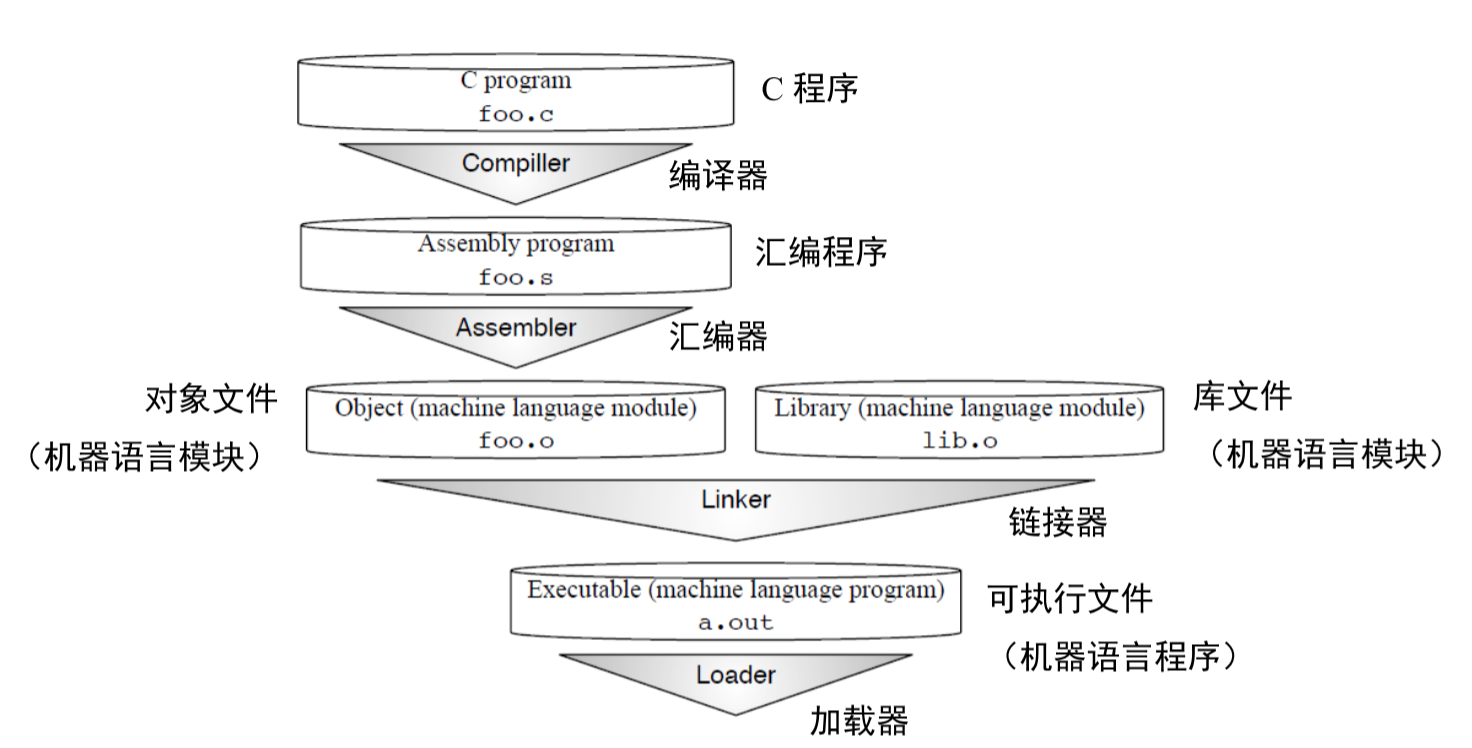 C program
foo.c
C 程序
Compiller
编译器
Assembly program
foo.s
汇编程序
Assembler
汇编器
对象文件
（机器语言模块）
Object (machine language module)
foo.o
Library (machine language module)
lib.o
库文件
（机器语言模块）
Linker
链接器
Executable (machine language program)
a.out
可执行文件
（机器语言程序）
Loader
加载器